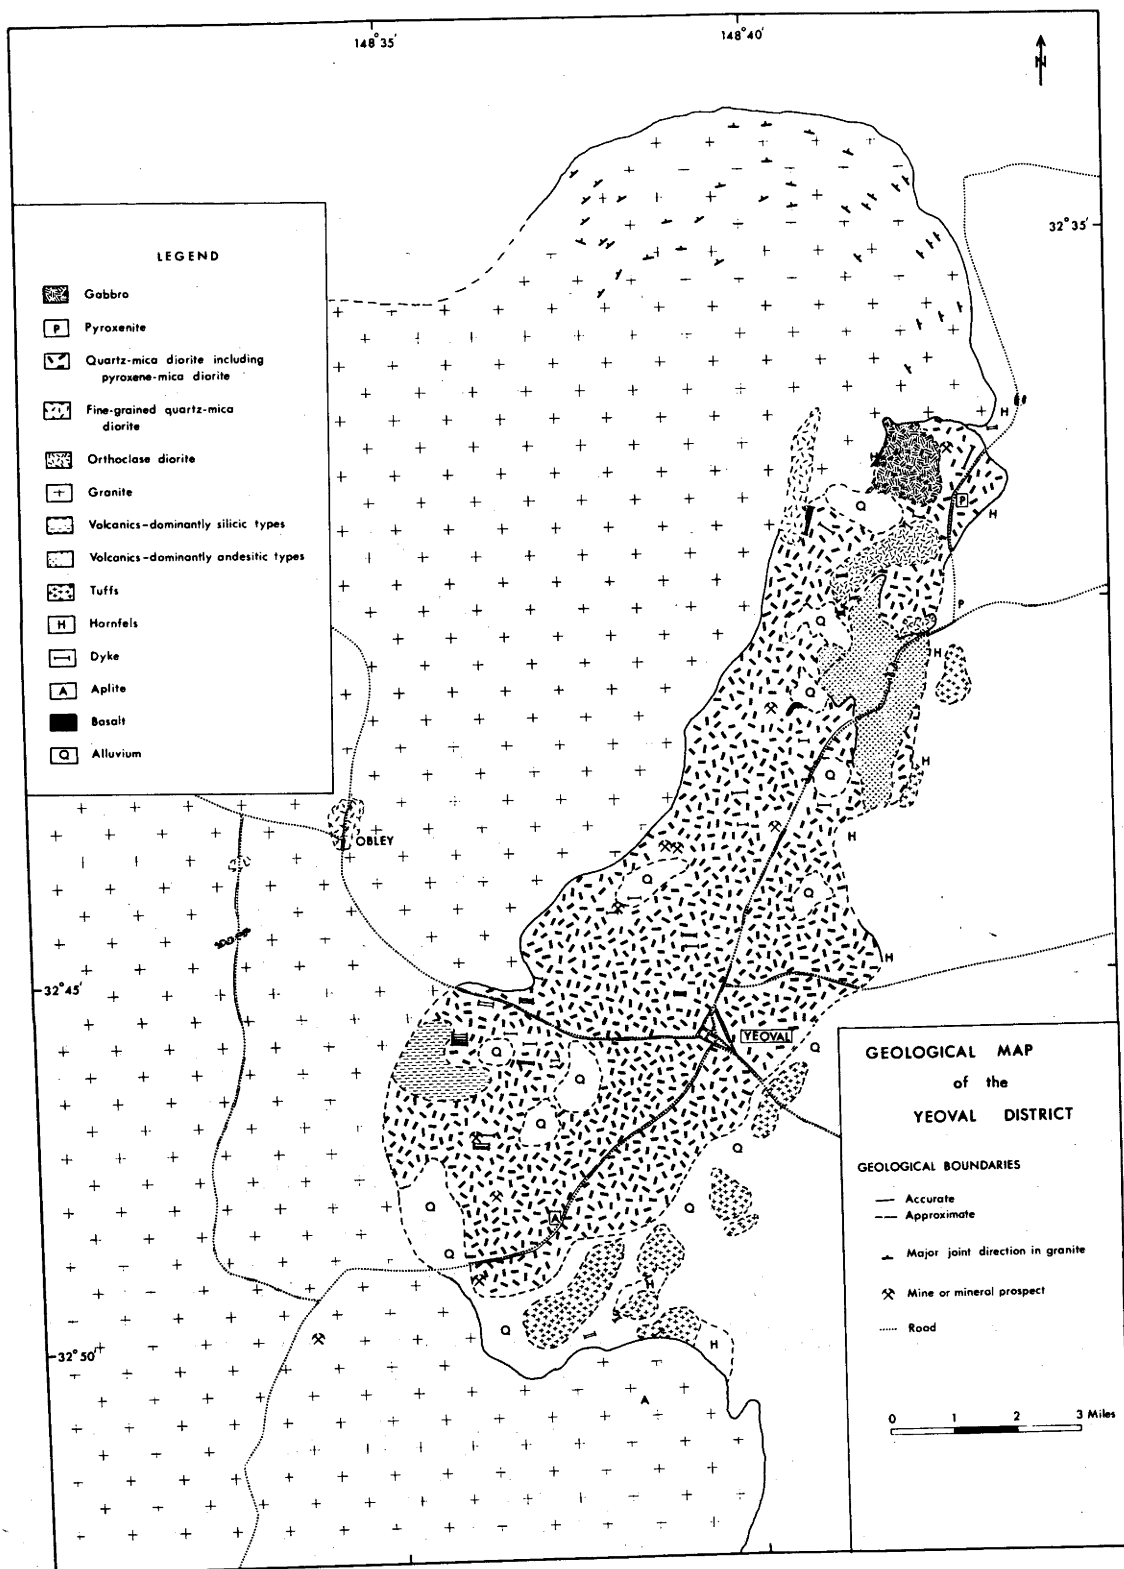 148°35'
148°40'
N
32°35'
LEGEND
Gabbro
P Pyroxenite
Quartz-mica diorite including
pyroxene-mica diorite
Fine-grained quartz-mica
diorite
Orthoclase diorite
Granite
Volcanics-dominantly silicic types
Volcanics-dominantly andesitic types
Tuffs
H Hornfels
Dyke
A Aplite
Basalt
Q Alluvium
H
H
Q
P
H
P
Q
H
Q
Q
H
H
OBLEY
Q
Q
H
32°45'
YEOVAL
Q
Q
Q
Q
Q
Q
Q
A
Q
H
Q
H
32°50'
A
GEOLOGICAL MAP
of the
YEOVAL DISTRICT
GEOLOGICAL BOUNDARIES
Accurate
Approximate
Major joint direction in granite
Mine or mineral prospect
Road
0 1 2 3 Miles